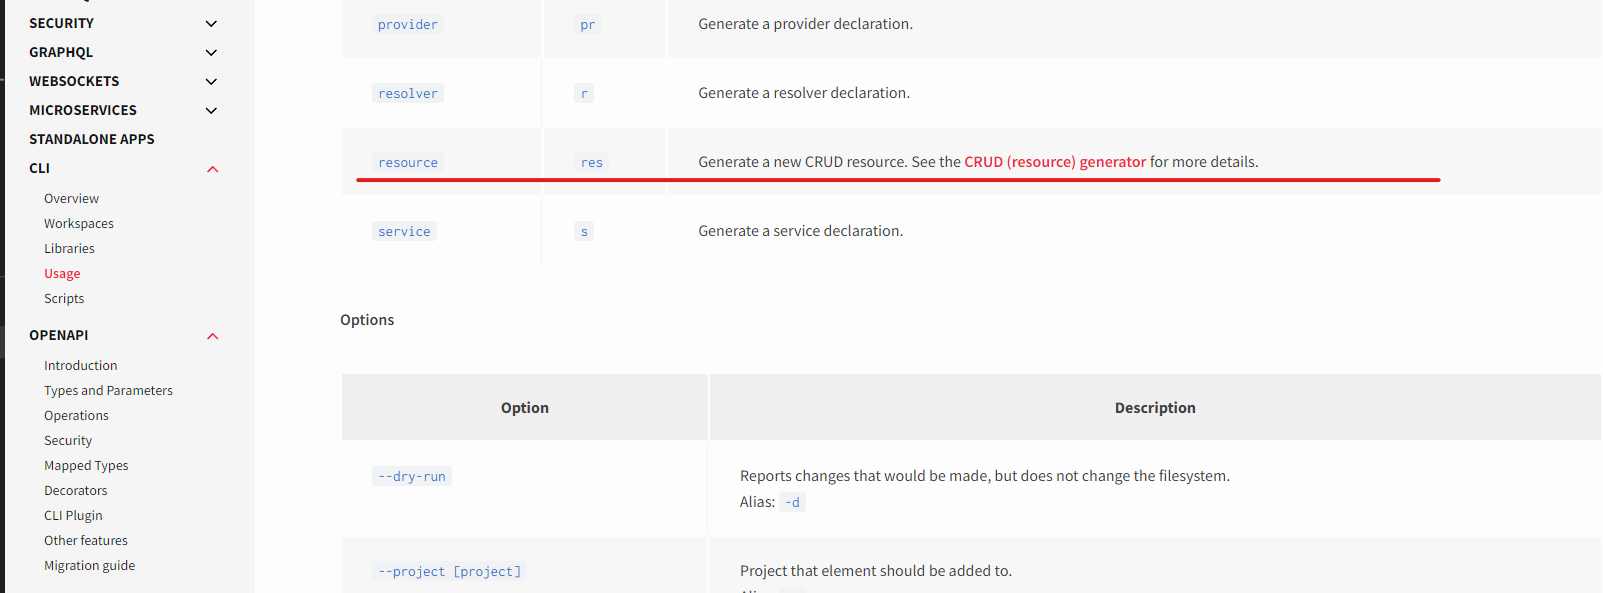 SECURITY
GRAPHQL
WEBSOCKETS
MICROSERVICES
STANDALONE APPS
CLI
Overview
Workspaces
Libraries
Usage
Scripts
OPENAPI
Introduction
Types and Parameters
Operations
Security
Mapped Types
Decorators
CLI Plugin
Other features
Migration guide
provider pr Generate a provider declaration.
resolver r Generate a resolver declaration.
resource res Generate a new CRUD resource. See the CRUD (resource) generator for more details.
service s Generate a service declaration.
Options
Option Description
--dry-run Reports changes that would be made, but does not change the filesystem.
Alias: -d
--project [project] Project that element should be added to.